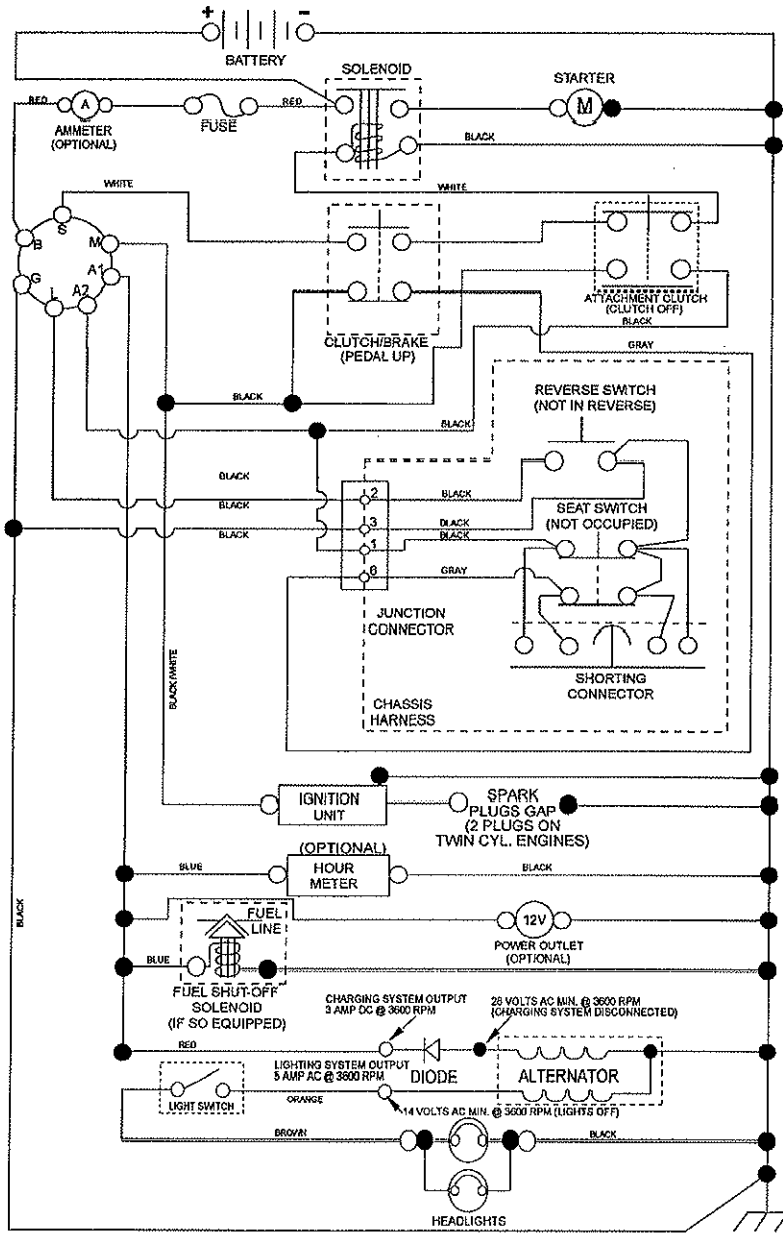 +
-
BATTERY
SOLENOID
STARTER
RED
A
RED
M
AMMETER
(OPTIONAL)
FUSE
BLACK
WHITE
WHITE
S
B
M
G
A1
L
A2
CLUTCH/BRAKE
(PEDAL UP)
ATTACHMENT CLUTCH
(CLUTCH OFF)
BLACK
GRAY
BLACK
BLACK
REVERSE SWITCH
(NOT IN REVERSE)
BLACK
2
BLACK
BLACK
SEAT SWITCH
(NOT OCCUPIED)
3
BLACK
BLACK
1
BLACK
6
GRAY
JUNCTION
CONNECTOR
SHORTING
CONNECTOR
BLACK/WHITE
CHASSIS
HARNESS
IGNITION
UNIT
SPARK
PLUGS GAP
(2 PLUGS ON
TWIN CYL. ENGINES)
(OPTIONAL)
BLUE
HOUR
METER
BLACK
BLACK
FUEL
LINE
12V
POWER OUTLET
(OPTIONAL)
BLUE
FUEL SHUT-OFF
SOLENOID
(IF SO EQUIPPED)
CHARGING SYSTEM OUTPUT
3 AMP DC @ 3600 RPM
28 VOLTS AC MIN. @ 3600 RPM
(CHARGING SYSTEM DISCONNECTED)
RED
LIGHTING SYSTEM OUTPUT
5 AMP AC @ 3600 RPM
DIODE
ALTERNATOR
LIGHT SWITCH
ORANGE
14 VOLTS AC MIN. @ 3600 RPM (LIGHTS OFF)
BROWN
BLACK
HEADLIGHTS